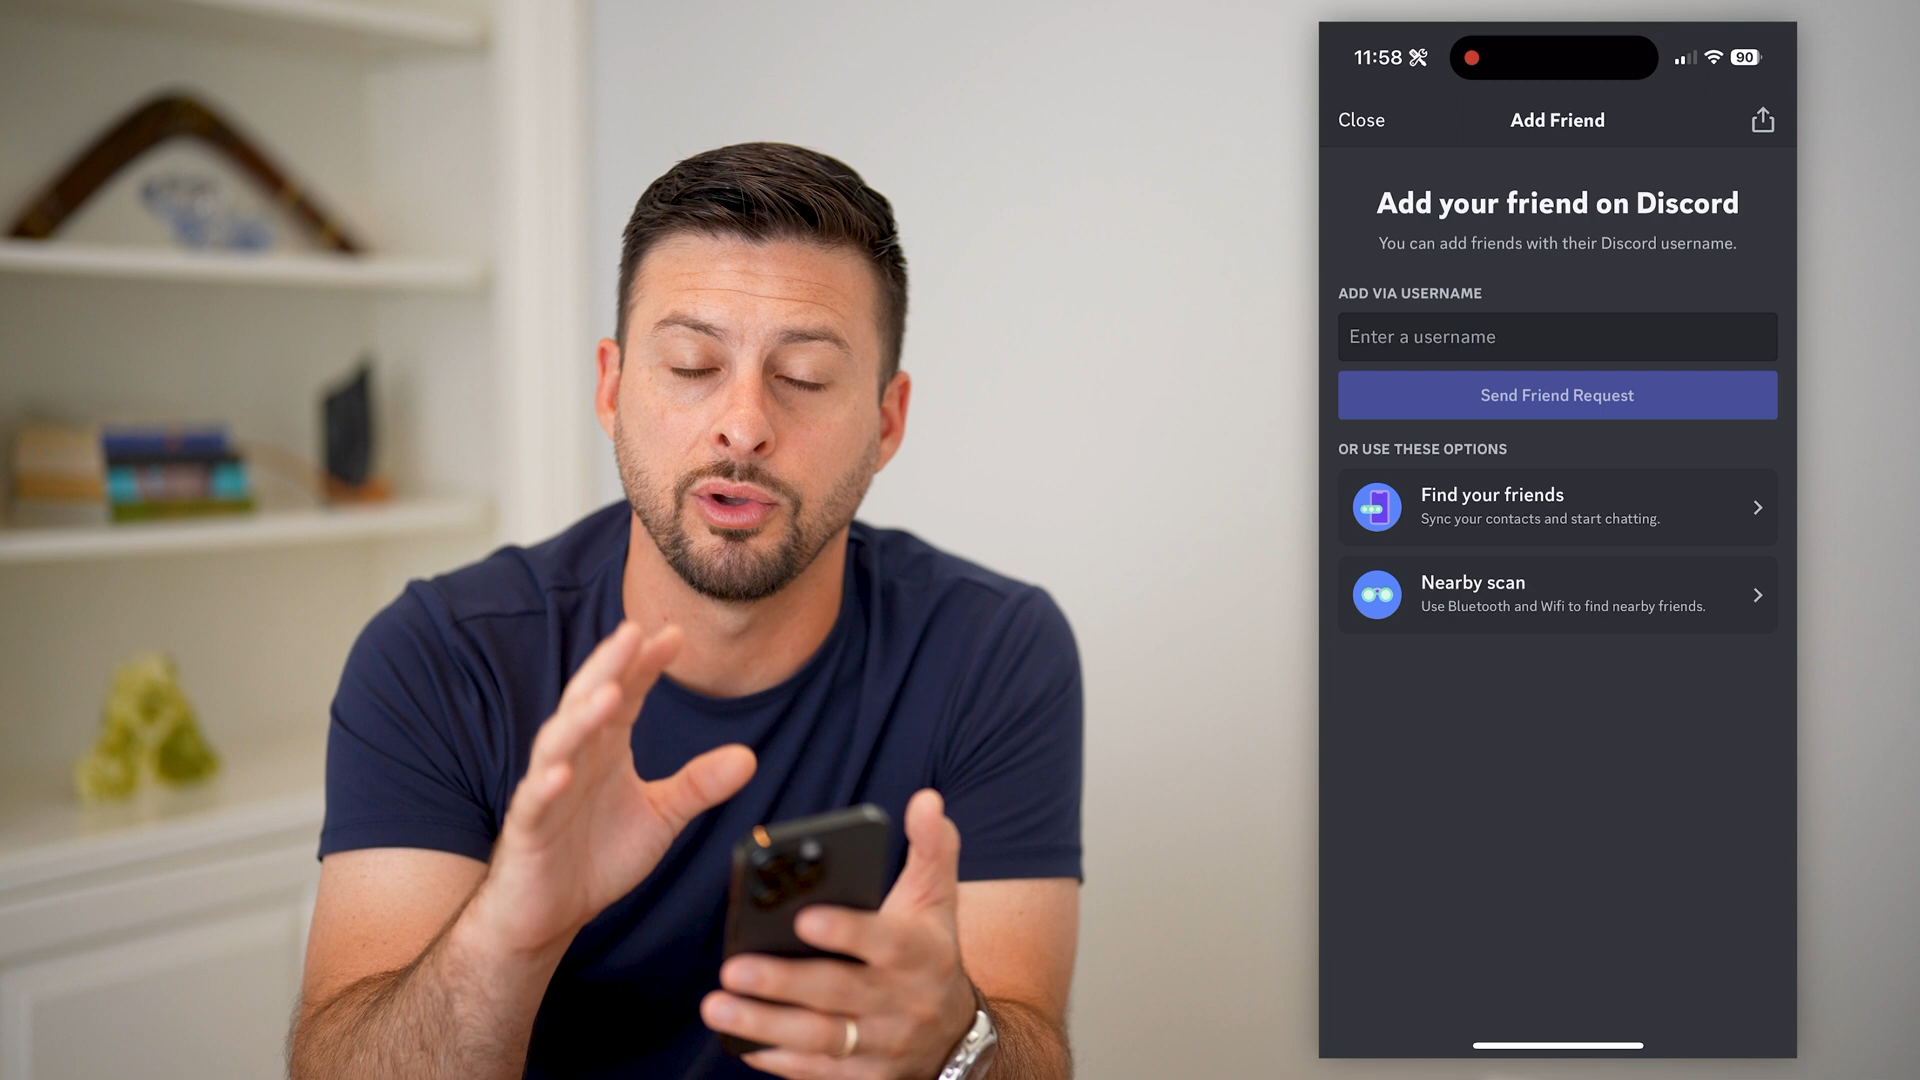 11:58
90
Close
Add Friend
Add your friend on Discord
You can add friends with their Discord username.
ADD VIA USERNAME
Enter a username
Send Friend Request
OR USE THESE OPTIONS
Find your friends
Sync your contacts and start chatting.
Nearby scan
Use Bluetooth and Wifi to find nearby friends.